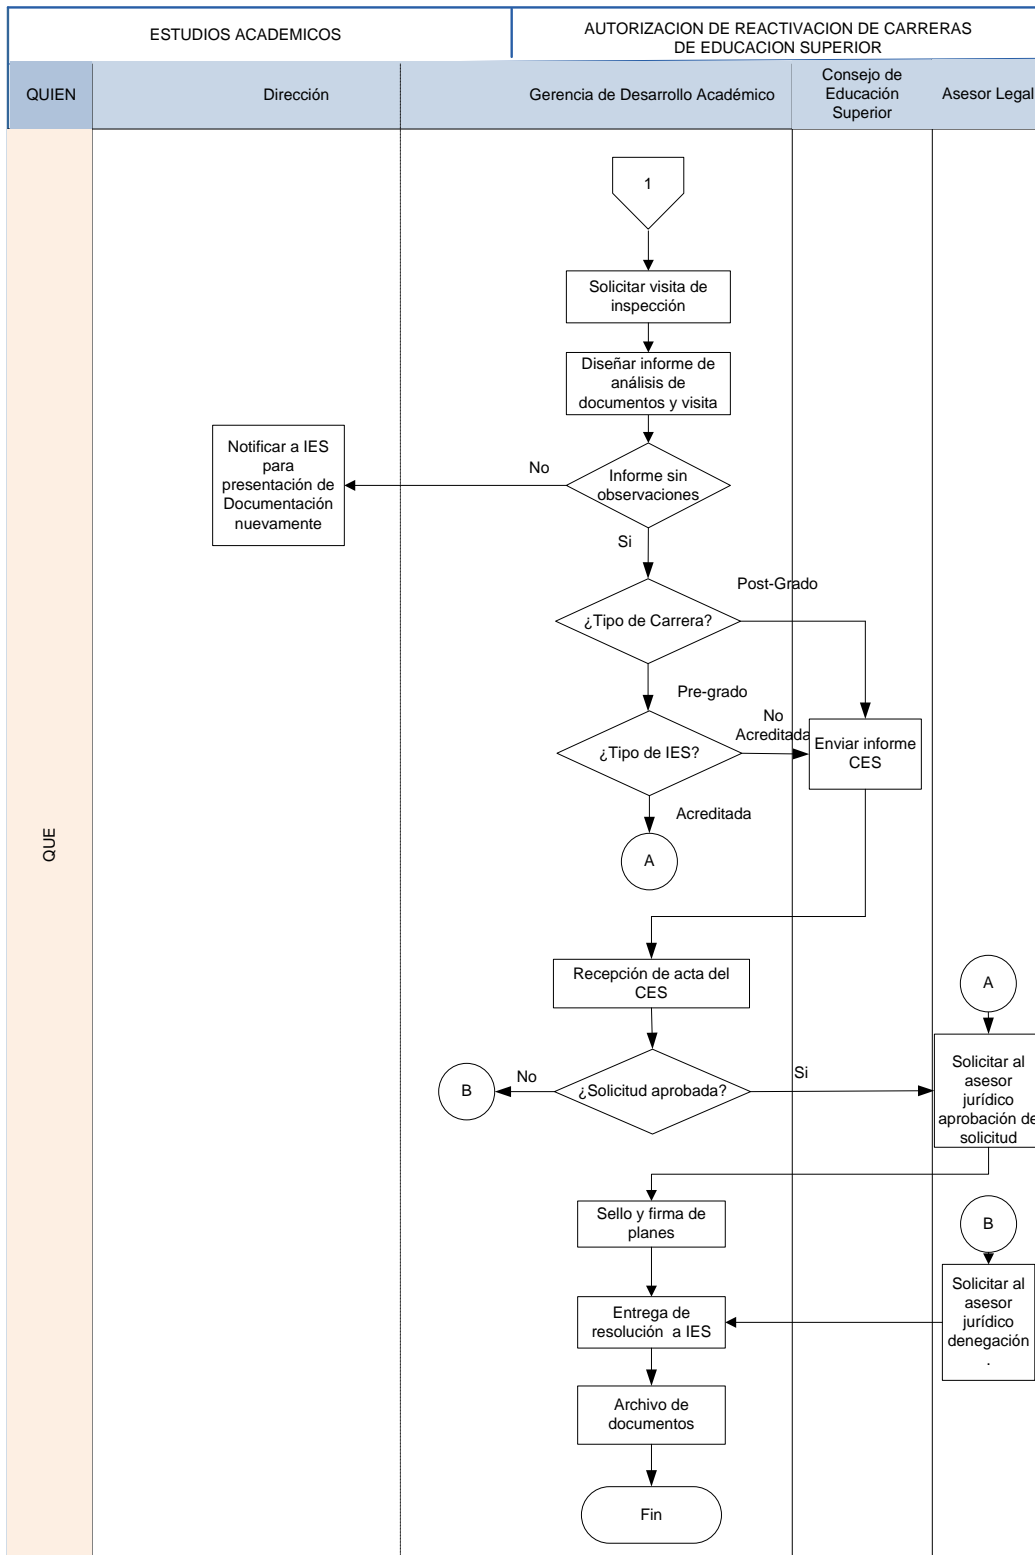 ESTUDIOS ACADEMICOS
AUTORIZACION DE REACTIVACION DE CARRERAS
DE EDUCACION SUPERIOR
QUIEN
Dirección
Gerencia de Desarrollo Académico
Consejo de
Educación
Superior
Asesor Legal
QUE
1
Solicitar visita de
inspección
Diseñar informe de
análisis de
documentos y visita
Notificar a IES
para
presentación de
Documentación
nuevamente
No
Informe sin
observaciones
Si
Post-Grado
¿Tipo de Carrera?
Pre-grado
No
Acreditada
¿Tipo de IES?
Enviar informe
CES
Acreditada
A
Recepción de acta del
CES
A
B
No
¿Solicitud aprobada?
Si
Solicitar al
asesor
jurídico
aprobación de
solicitud
Sello y firma de
planes
B
Entrega de
resolución a IES
Solicitar al
asesor
jurídico
denegación
.
Archivo de
documentos
Fin